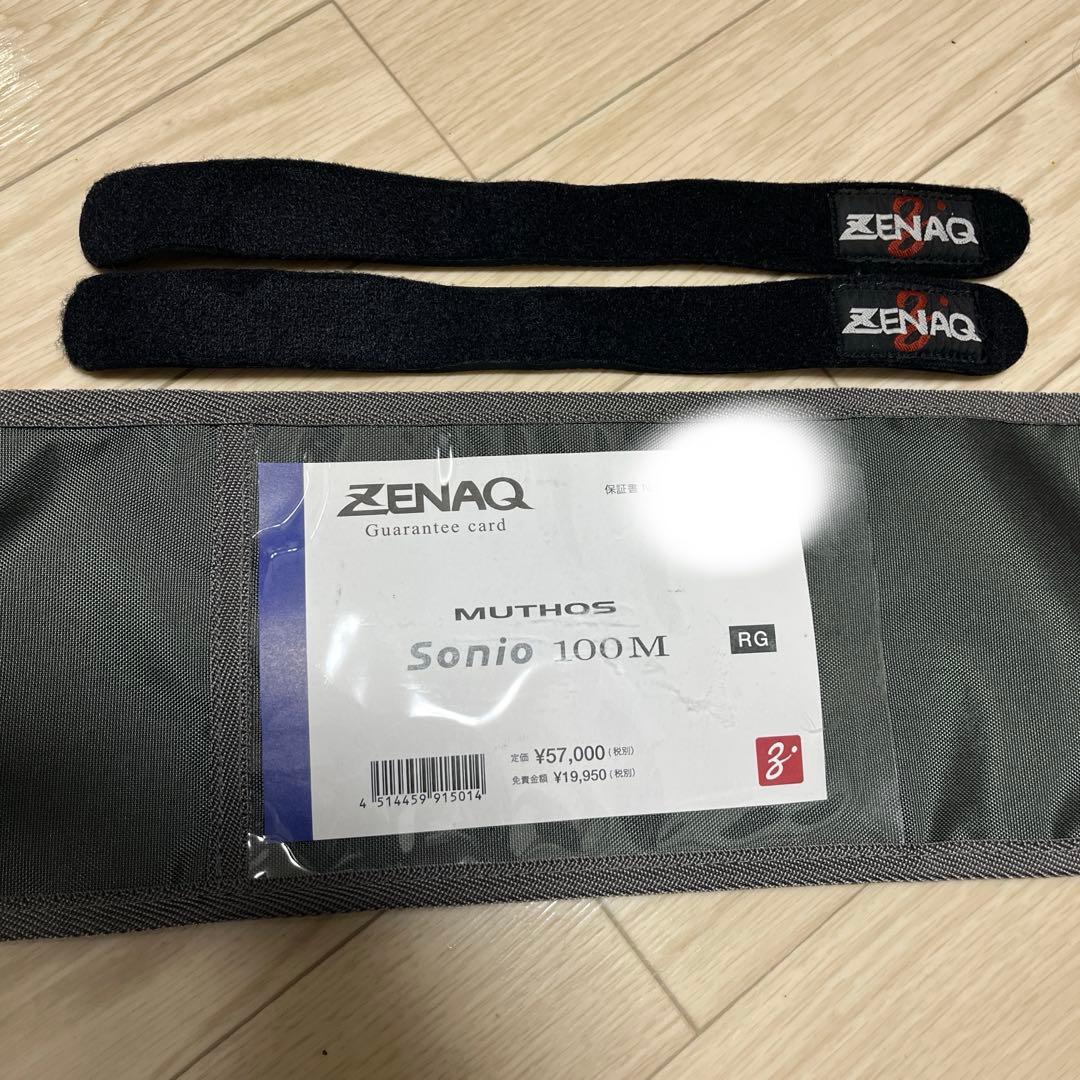 ZENAQ
ZENAQ
ZENAQ
Guarantee card
保証書
MUTHOS
Sonio 100M
RG
定価 ¥57,000(税別)
免責金額 ¥19,950(税別)
4 514459 915014